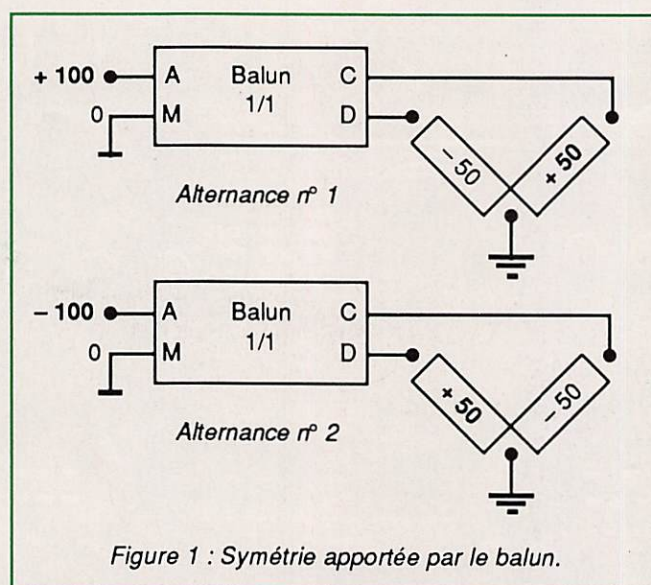 + 100 A Balun C
1/1
0 M D
– 50 + 50
Alternance n° 1
– 100 A Balun C
1/1
0 M D
+ 50 – 50
Alternance n° 2
Figure 1 : Symétrie apportée par le balun.